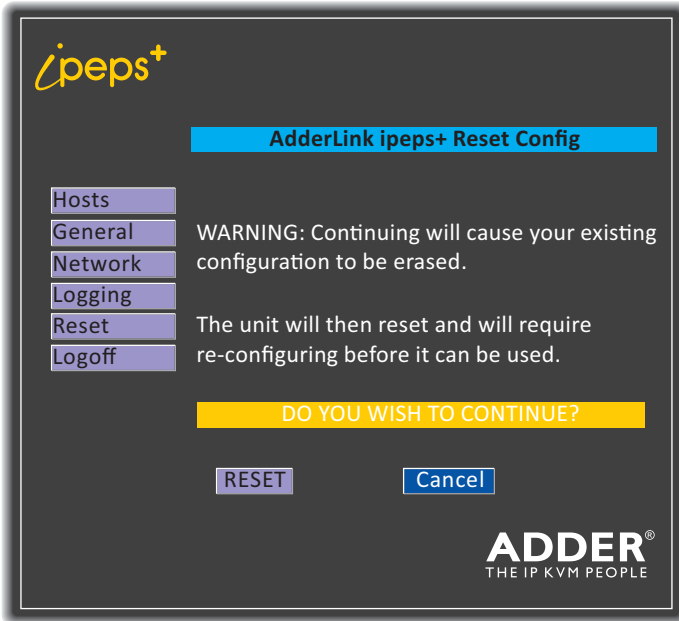 ipeps+
AdderLink ipeps+ Reset Config
Hosts
General
Network
Logging
Reset
Logoff
WARNING: Continuing will cause your existing
configuration to be erased.
The unit will then reset and will require
re-configuring before it can be used.
DO YOU WISH TO CONTINUE?
RESET
Cancel
ADDER®
THE IP KVM PEOPLE